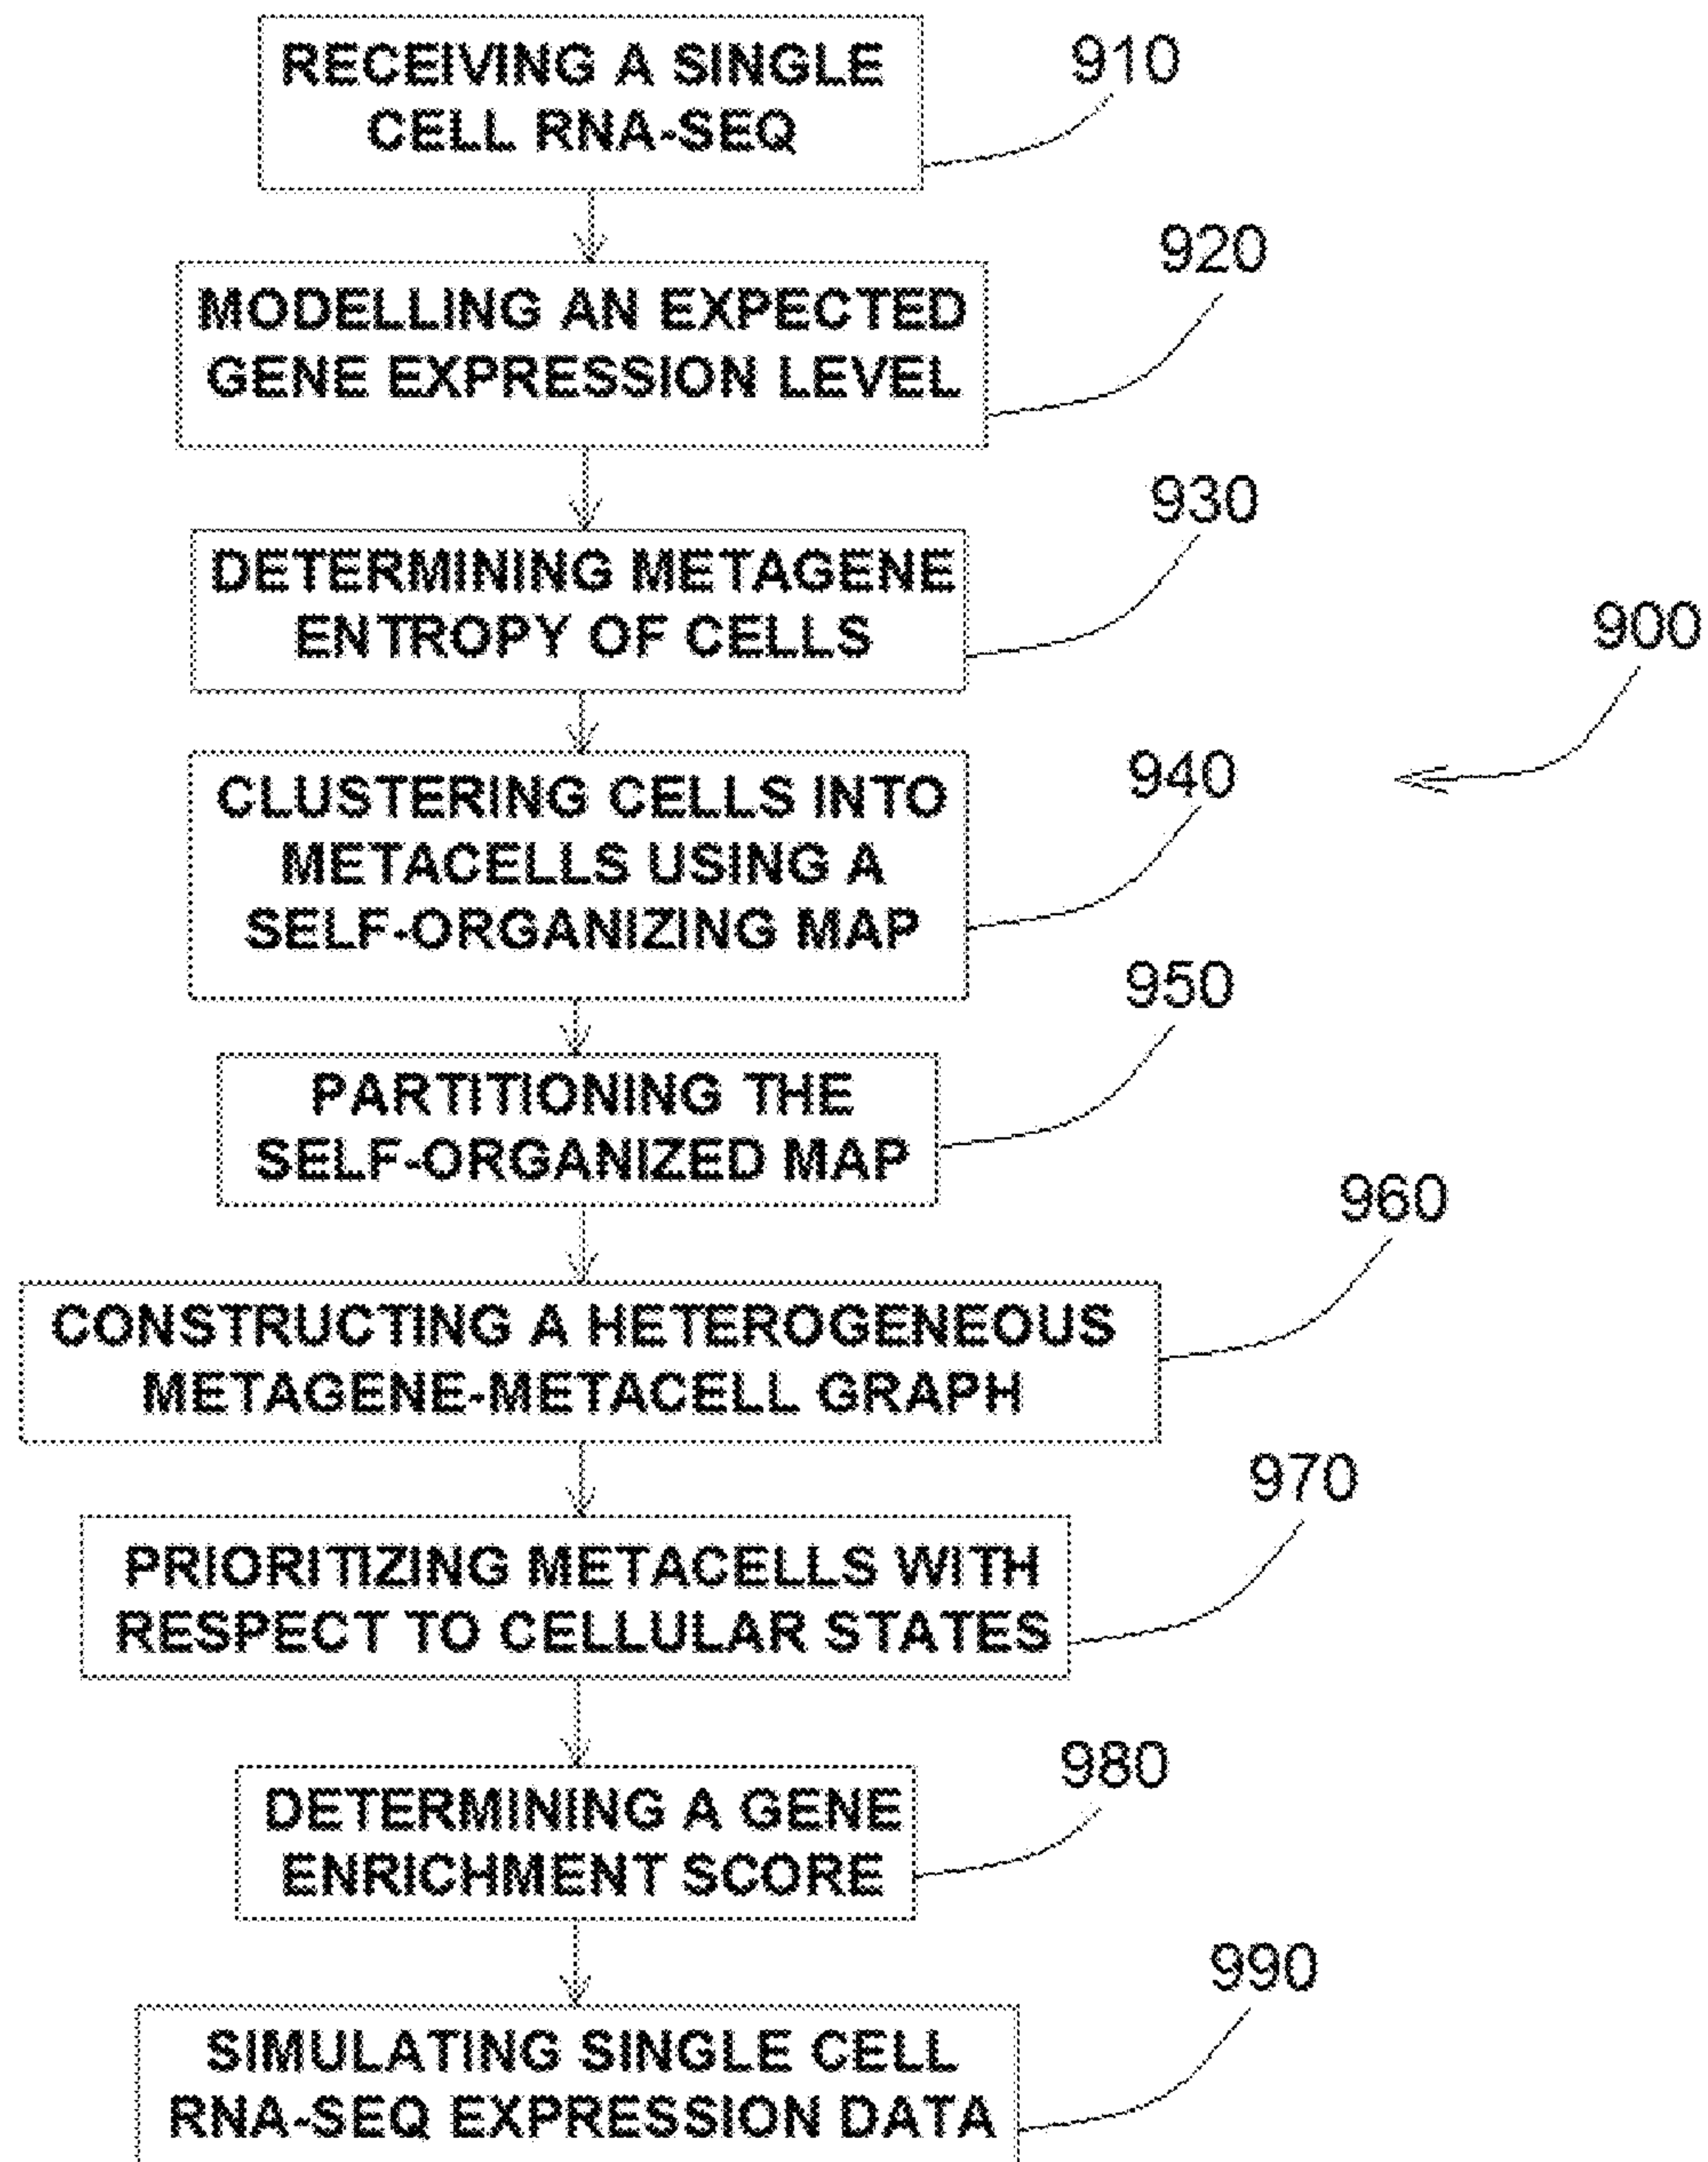 RECEIVING A SINGLE
CELL RNA-SEQ
910
MODELLING AN EXPECTED
GENE EXPRESSION LEVEL
920
DETERMINING METAGENE
ENTROPY OF CELLS
930
900
CLUSTERING CELLS INTO
METACELLS USING A
SELF-ORGANIZING MAP
940
PARTITIONING THE
SELF-ORGANIZED MAP
950
CONSTRUCTING A HETEROGENEOUS
METAGENE-METACELL GRAPH
960
PRIORITIZING METACELLS WITH
RESPECT TO CELLULAR STATES
970
DETERMINING A GENE
ENRICHMENT SCORE
980
SIMULATING SINGLE CELL
RNA-SEQ EXPRESSION DATA
990